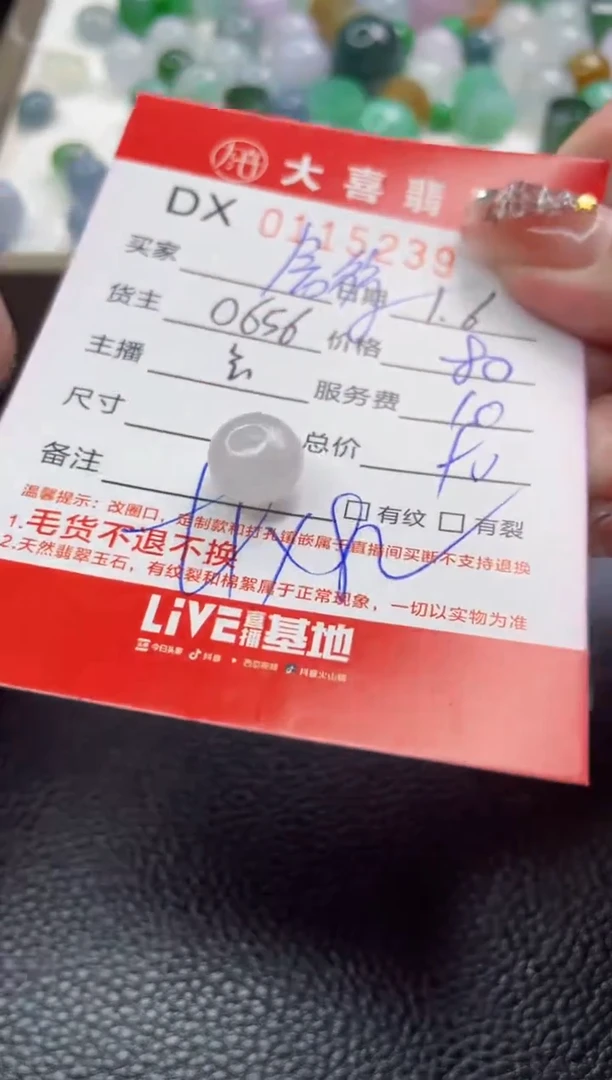 大喜翡
DX 0115239
买家 日期 1.6
货主 0656 价格 80
主播 服务费 10
尺寸 总价
备注 有纹 有裂
温馨提示：改圈口，定制款和打孔镶嵌属于直播间买断不支持退换
1.毛货不退不换
2.天然翡翠玉石，有纹裂和棉絮属于正常现象，一切以实物为准
LiVE直播基地
今日头条 抖音 西瓜视频 抖音火山版